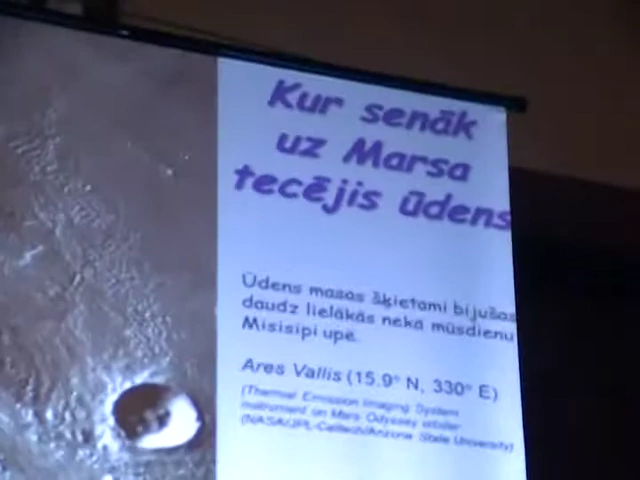 Kur senāk
uz Marsa
tecējis ūdens
Ūdens masas šķietami bijušas
daudz lielākās nekā mūsdienu
Misisipi upē.
Ares Vallis (15.9° N, 330° E)
(Thermal Emission Imaging System
instrument on Mars Odyssey orbiter
(NASA/JPL-Caltech/Arizona State University)